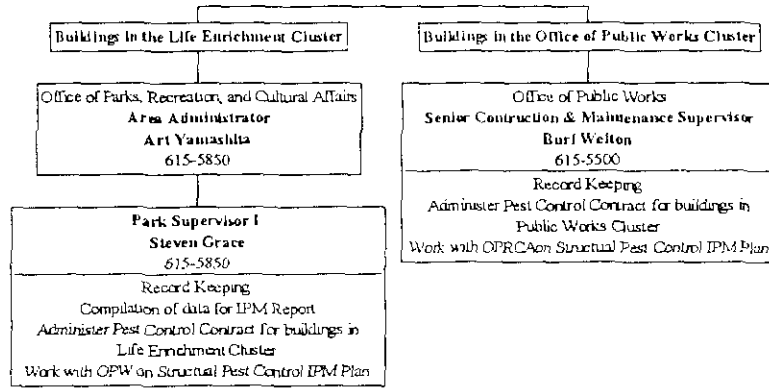 Buildings in the Life Enrichment Cluster
Office of Parks, Recreation, and Cultural Affairs
Area Administrator
Art Yamashita
615-5850
Park Supervisor I
Steven Grace
615-5850
Record Keeping
Compilation of data for IPM Report
Administer Pest Control Contract for buildings in
Life Enrichment Cluster
Work with OPW on Structual Pest Control IPM Plan
Buildings in the Office of Public Works Cluster
Office of Public Works
Senior Contruction & Maintenance Supervisor
Burl Welton
615-5500
Record Keeping
Administer Pest Control Contract for buildings in
Public Works Cluster
Work with OPRCAon Structual Pest Control IPM Plan